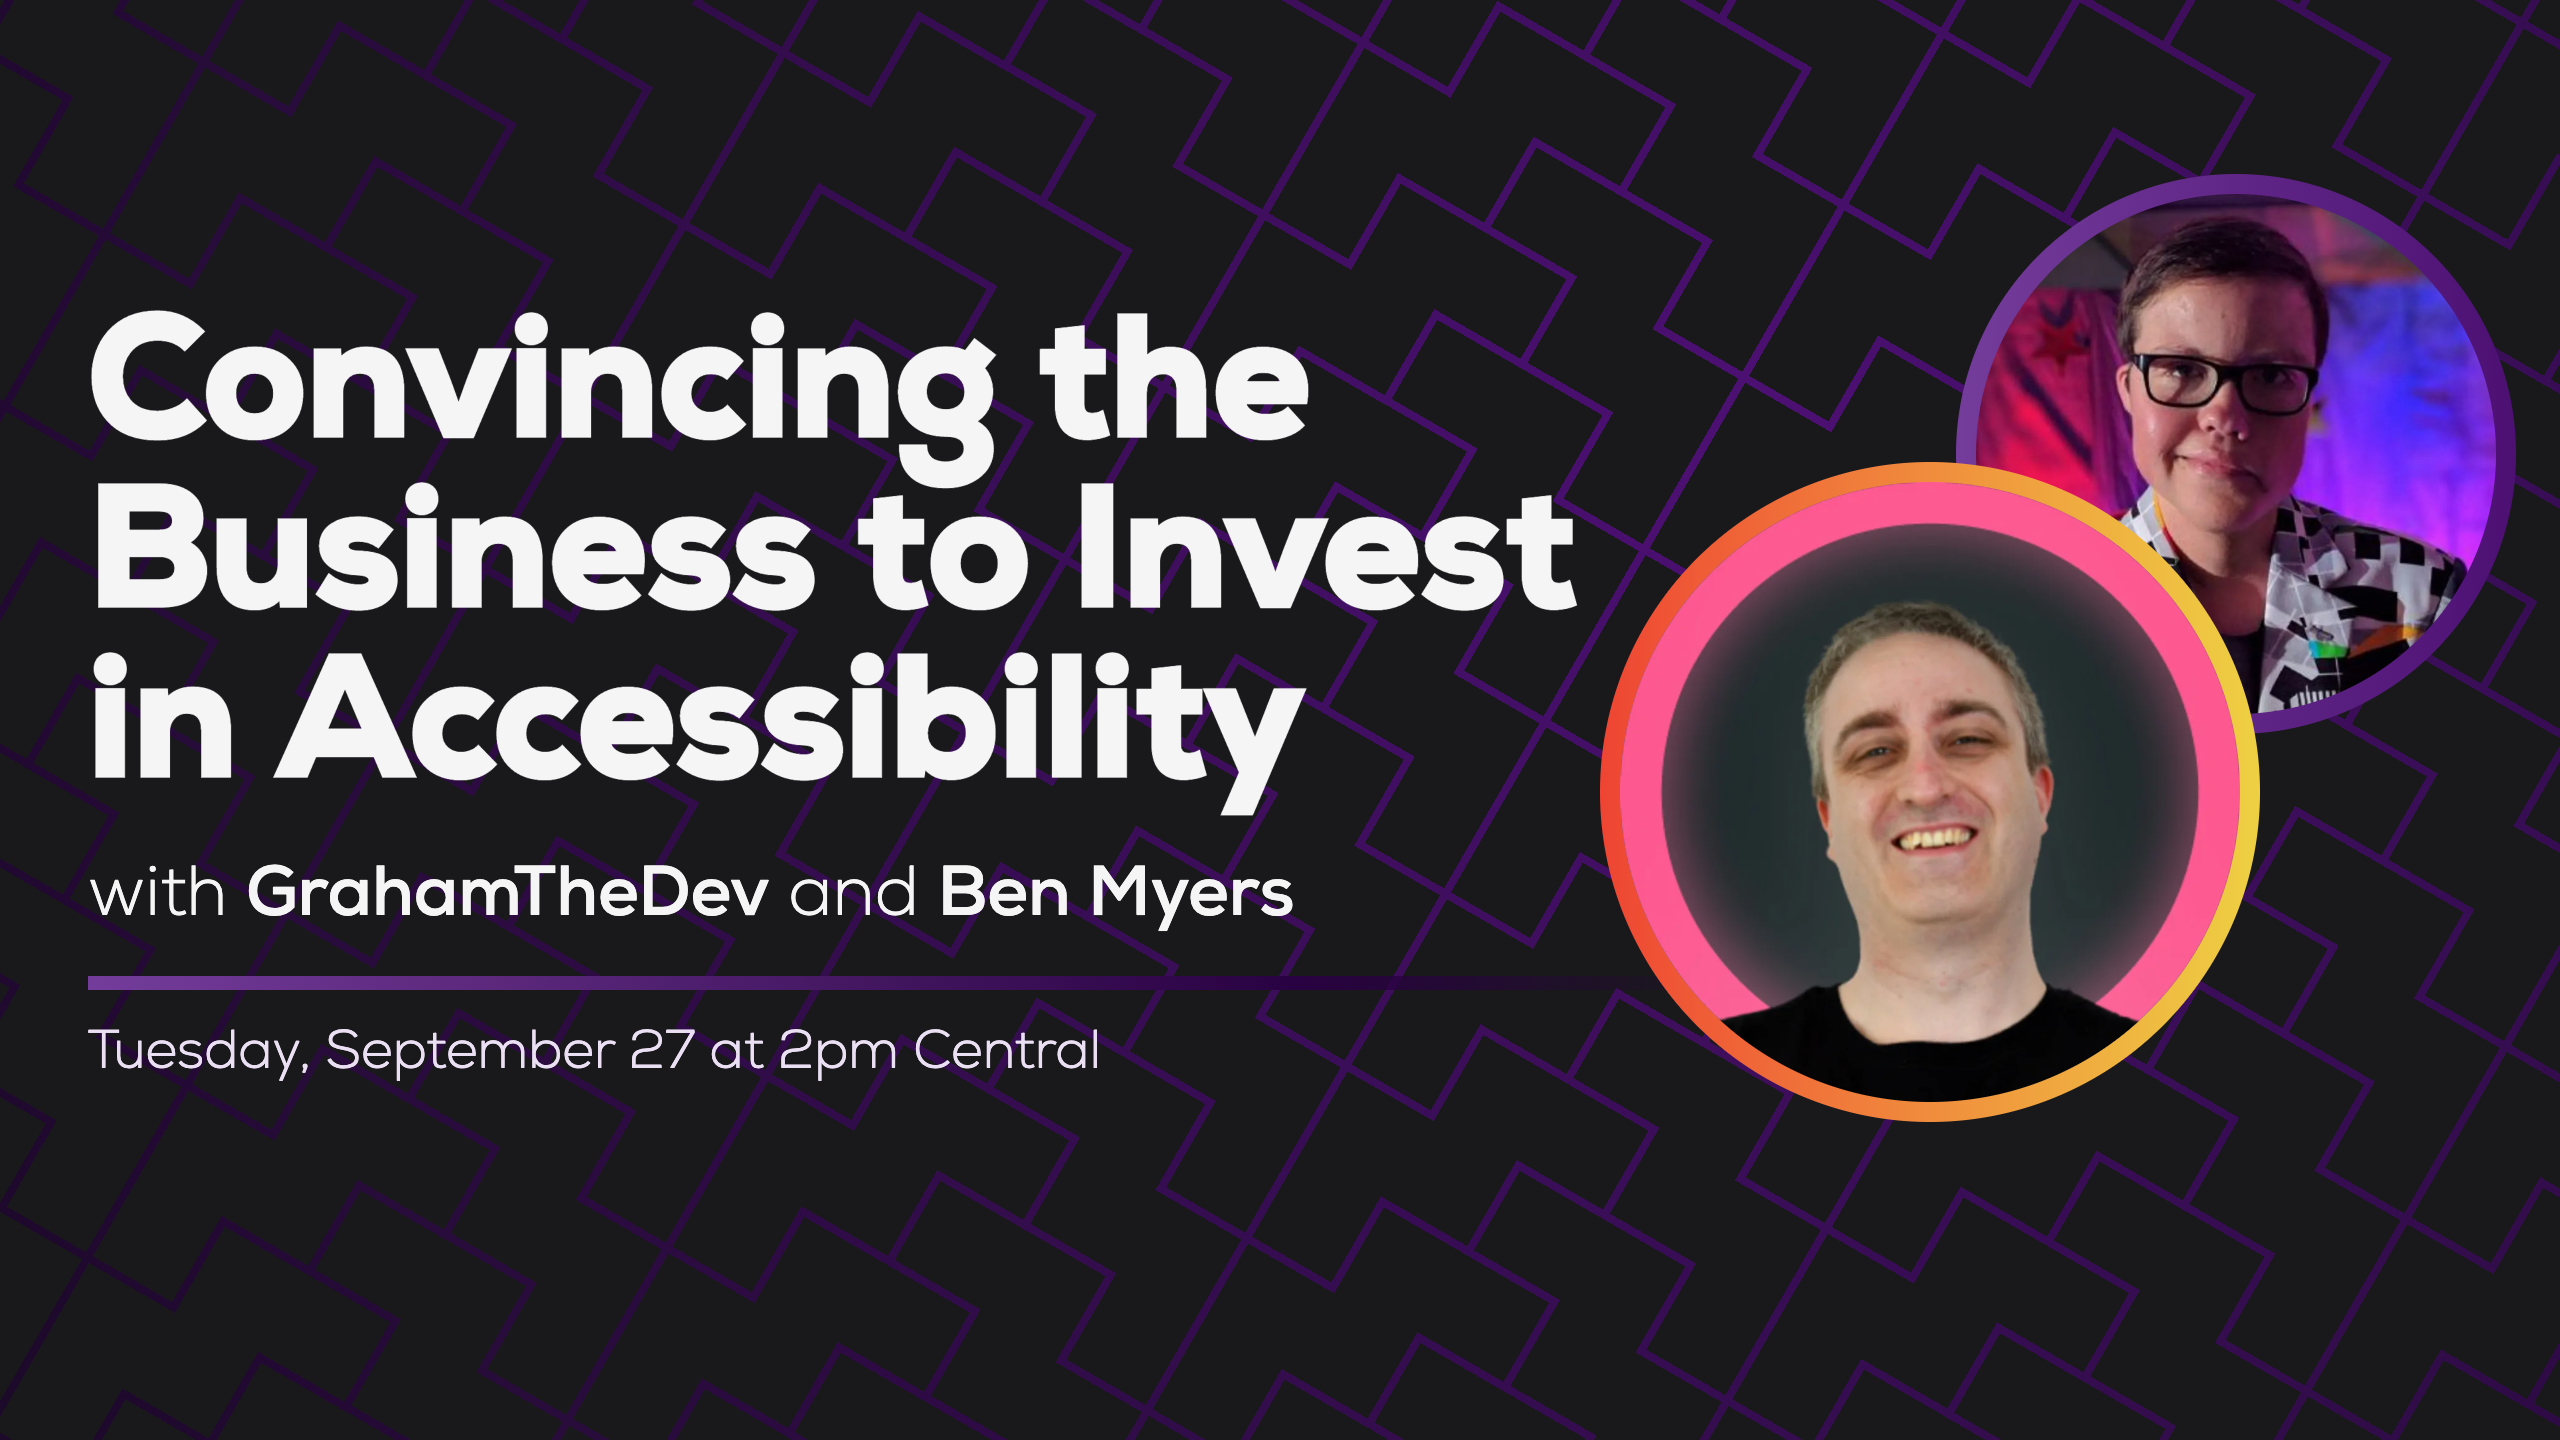 Convincing the
Business to Invest
in Accessibility
with GrahamTheDev and Ben Myers
Tuesday, September 27 at 2pm Central